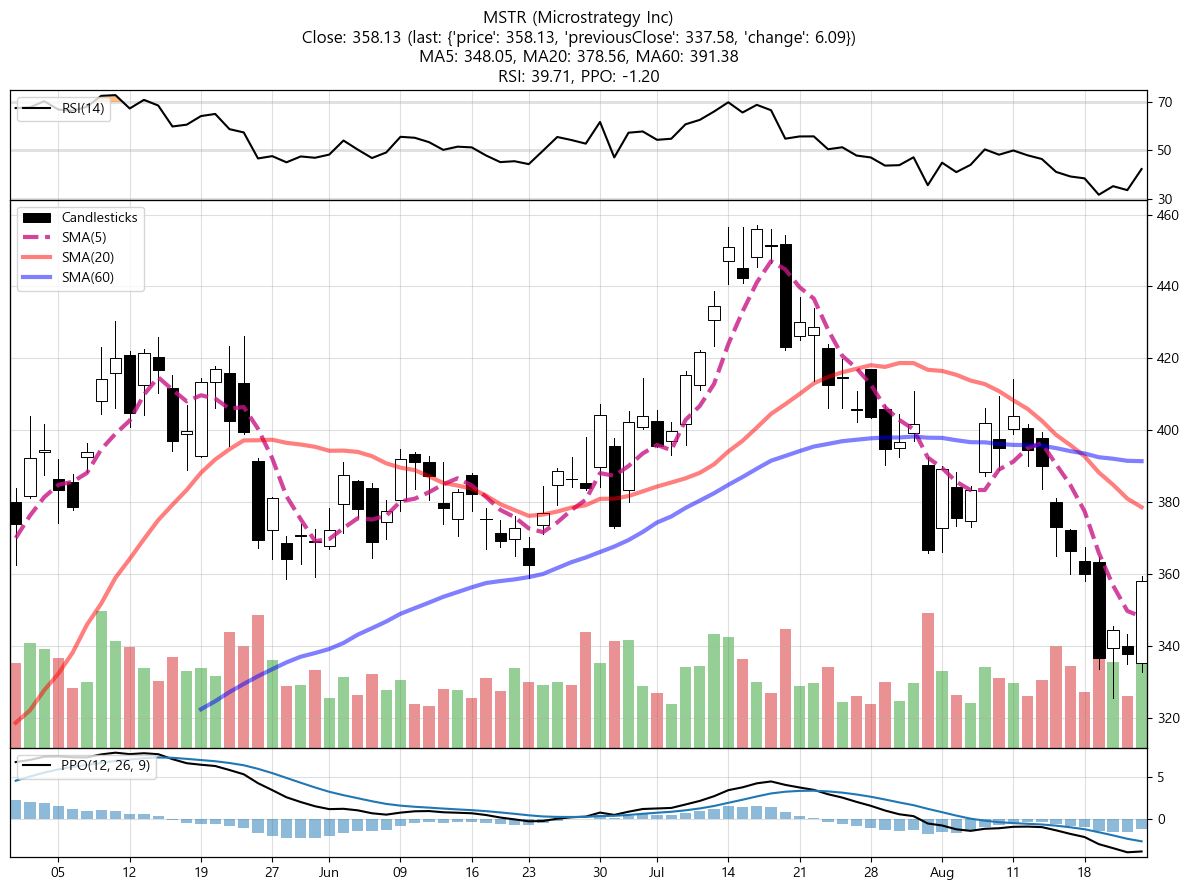 MSTR (Microstrategy Inc)
Close: 358.13 (last: {'price': 358.13, 'previousClose': 337.58, 'change': 6.09})
MA5: 348.05, MA20: 378.56, MA60: 391.38
RSI: 39.71, PPO: -1.20
RSI(14)
70
50
30
Candlesticks
SMA(5)
SMA(20)
SMA(60)
460
440
420
400
380
360
340
320
PPO(12, 26, 9)
5
0
05 12 19 27 Jun 09 16 23 30 Jul 14 21 28 Aug 11 18